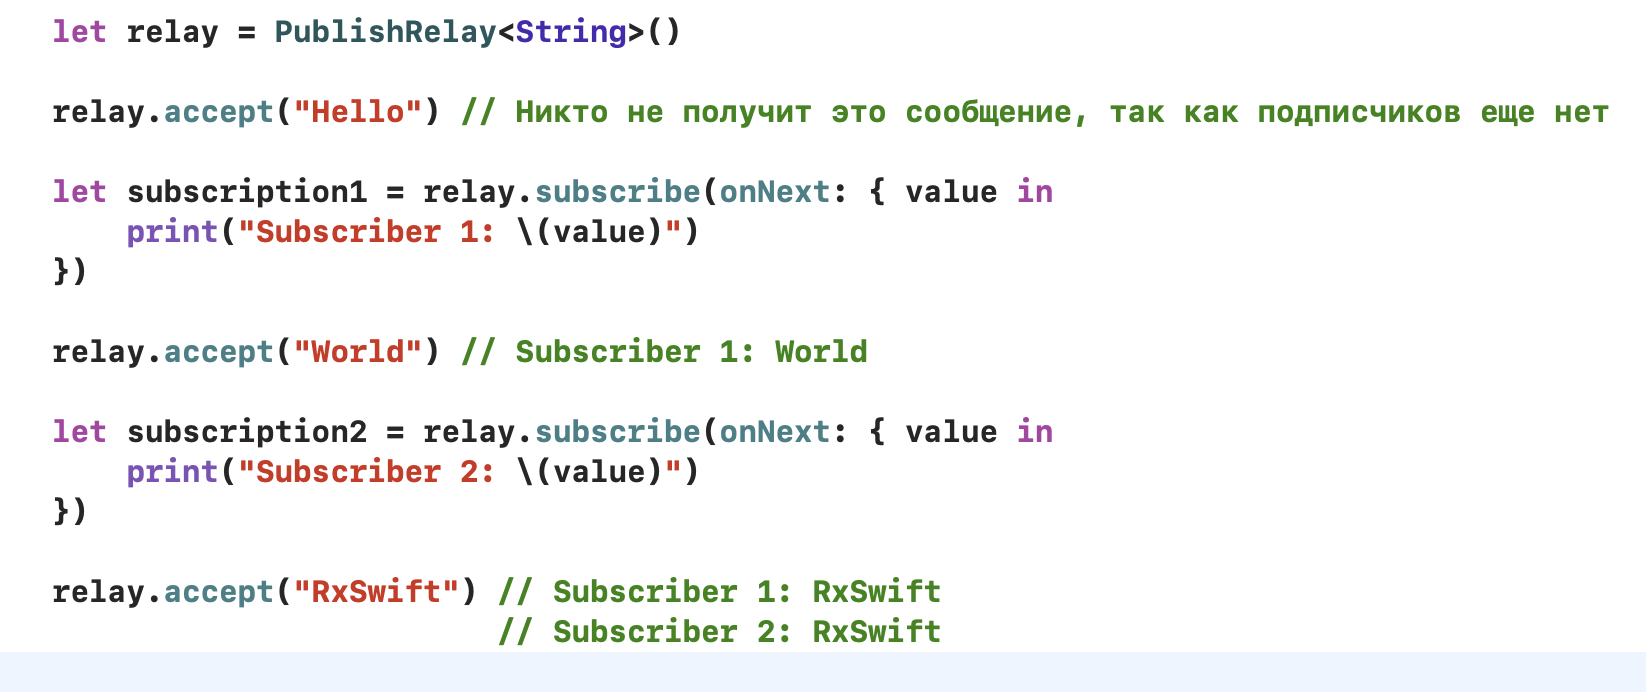 let relay = PublishRelay<String>()
relay.accept("Hello") // Никто не получит это сообщение, так как подписчиков еще нет
let subscription1 = relay.subscribe(onNext: { value in
    print("Subscriber 1: \(value)")
})
relay.accept("World") // Subscriber 1: World
let subscription2 = relay.subscribe(onNext: { value in
    print("Subscriber 2: \(value)")
})
relay.accept("RxSwift") // Subscriber 1: RxSwift
                        // Subscriber 2: RxSwift